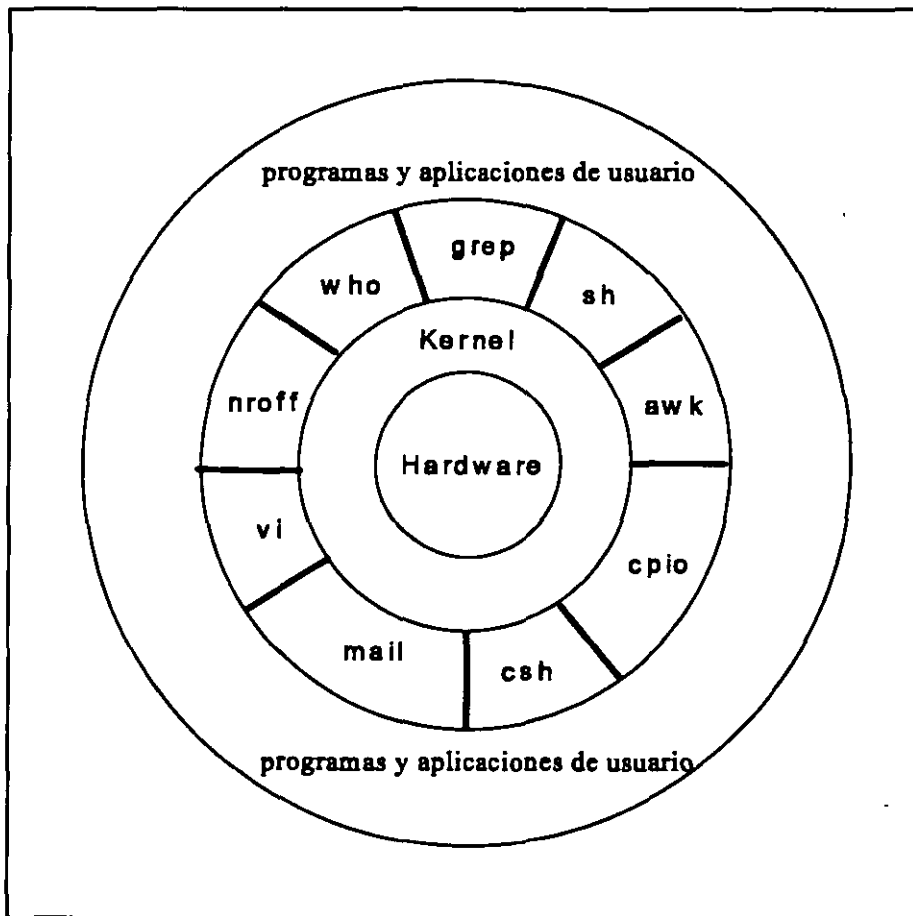 programas y aplicaciones de usuario
grep
who
sh
Kernel
nroff
awk
Hardware
vi
cpio
mail
csh
programas y aplicaciones de usuario